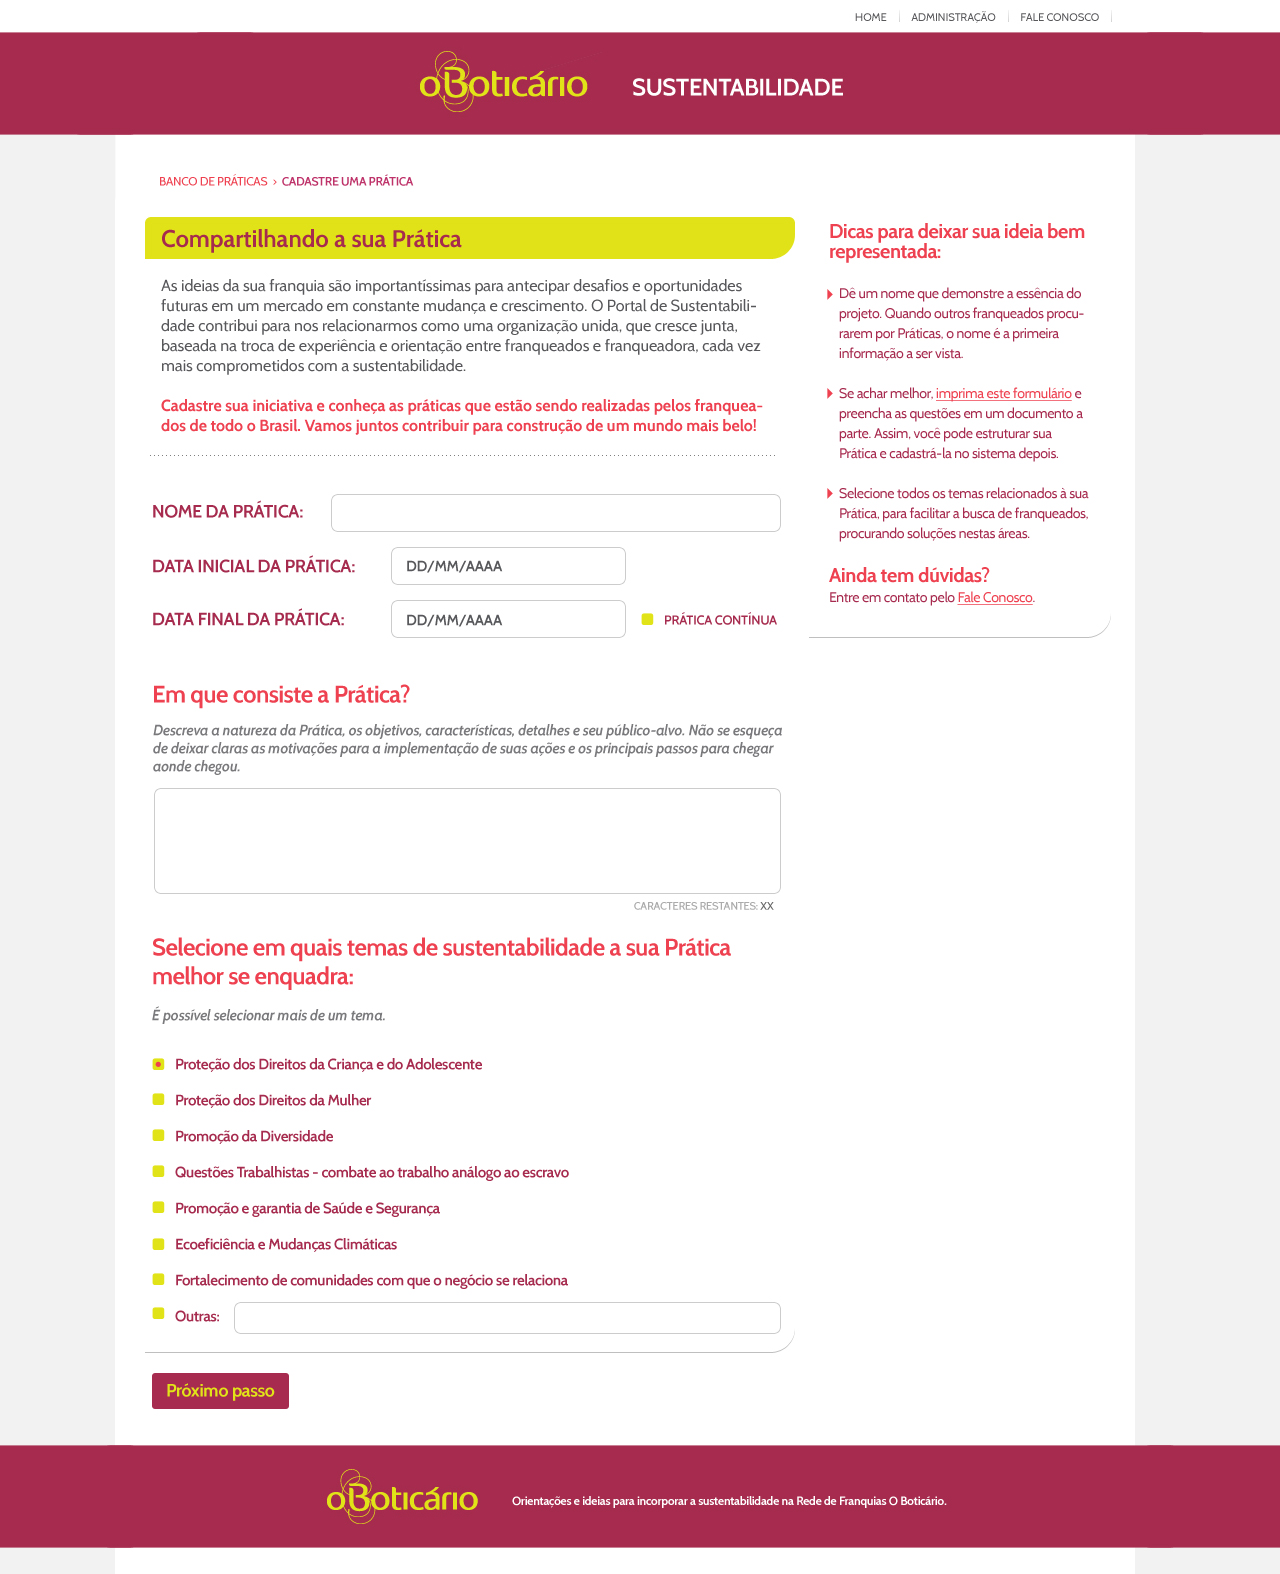 HOME ADMINISTRAÇÃO FALE CONOSCO
oBoticário SUSTENTABILIDADE
BANCO DE PRÁTICAS › CADASTRE UMA PRÁTICA
Compartilhando a sua Prática
As ideias da sua franquia são importantíssimas para antecipar desafios e oportunidades
futuras em um mercado em constante mudança e crescimento. O Portal de Sustentabili-
dade contribui para nos relacionarmos como uma organização unida, que cresce junta,
baseada na troca de experiência e orientação entre franqueados e franqueadora, cada vez
mais comprometidos com a sustentabilidade.
Cadastre sua iniciativa e conheça as práticas que estão sendo realizadas pelos franquea-
dos de todo o Brasil. Vamos juntos contribuir para construção de um mundo mais belo!
NOME DA PRÁTICA:
DATA INICIAL DA PRÁTICA: DD/MM/AAAA
DATA FINAL DA PRÁTICA: DD/MM/AAAA PRÁTICA CONTÍNUA
Dicas para deixar sua ideia bem
representada:
Dê um nome que demonstre a essência do
projeto. Quando outros franqueados procu-
rarem por Práticas, o nome é a primeira
informação a ser vista.
Se achar melhor, imprima este formulário e
preencha as questões em um documento a
parte. Assim, você pode estruturar sua
Prática e cadastrá-la no sistema depois.
Selecione todos os temas relacionados à sua
Prática, para facilitar a busca de franqueados,
procurando soluções nestas áreas.
Ainda tem dúvidas?
Entre em contato pelo Fale Conosco.
Em que consiste a Prática?
Descreva a natureza da Prática, os objetivos, características, detalhes e seu público-alvo. Não se esqueça
de deixar claras as motivações para a implementação de suas ações e os principais passos para chegar
aonde chegou.
CARACTERES RESTANTES: XX
Selecione em quais temas de sustentabilidade a sua Prática
melhor se enquadra:
É possível selecionar mais de um tema.
Proteção dos Direitos da Criança e do Adolescente
Proteção dos Direitos da Mulher
Promoção da Diversidade
Questões Trabalhistas - combate ao trabalho análogo ao escravo
Promoção e garantia de Saúde e Segurança
Ecoeficiência e Mudanças Climáticas
Fortalecimento de comunidades com que o negócio se relaciona
Outras:
Próximo passo
oBoticário Orientações e ideias para incorporar a sustentabilidade na Rede de Franquias O Boticário.